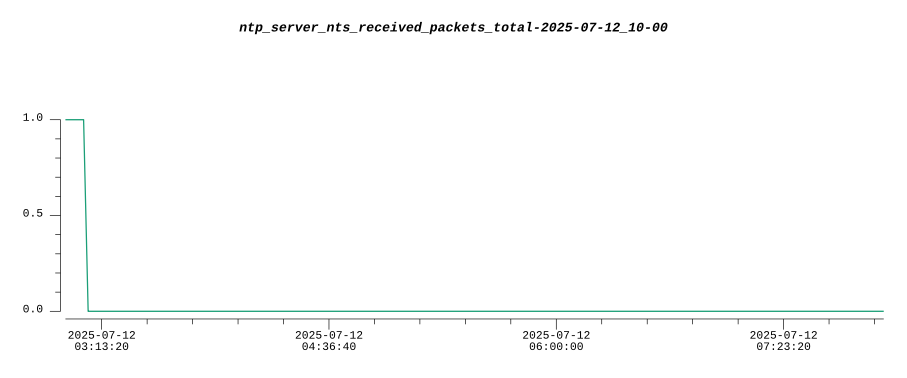 ntp_server_nts_received_packets_total-2025-07-12_10-00
1.0
0.5
0.0
2025-07-12 2025-07-12 2025-07-12 2025-07-12
03:13:20 04:36:40 06:00:00 07:23:20